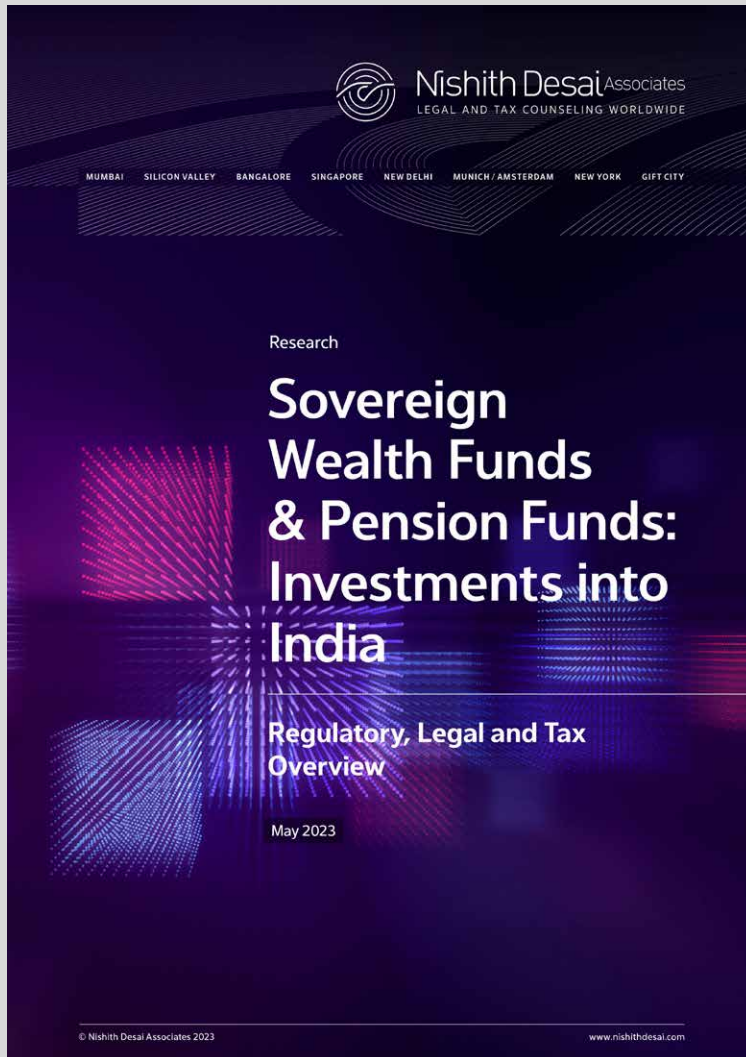 Nishith Desai Associates
LEGAL AND TAX COUNSELING WORLDWIDE
MUMBAI SILICON VALLEY BANGALORE SINGAPORE NEW DELHI MUNICH / AMSTERDAM NEW YORK GIFT CITY
Research
Sovereign
Wealth Funds
& Pension Funds:
Investments into
India
Regulatory, Legal and Tax
Overview
May 2023
© Nishith Desai Associates 2023 www.nishithdesai.com